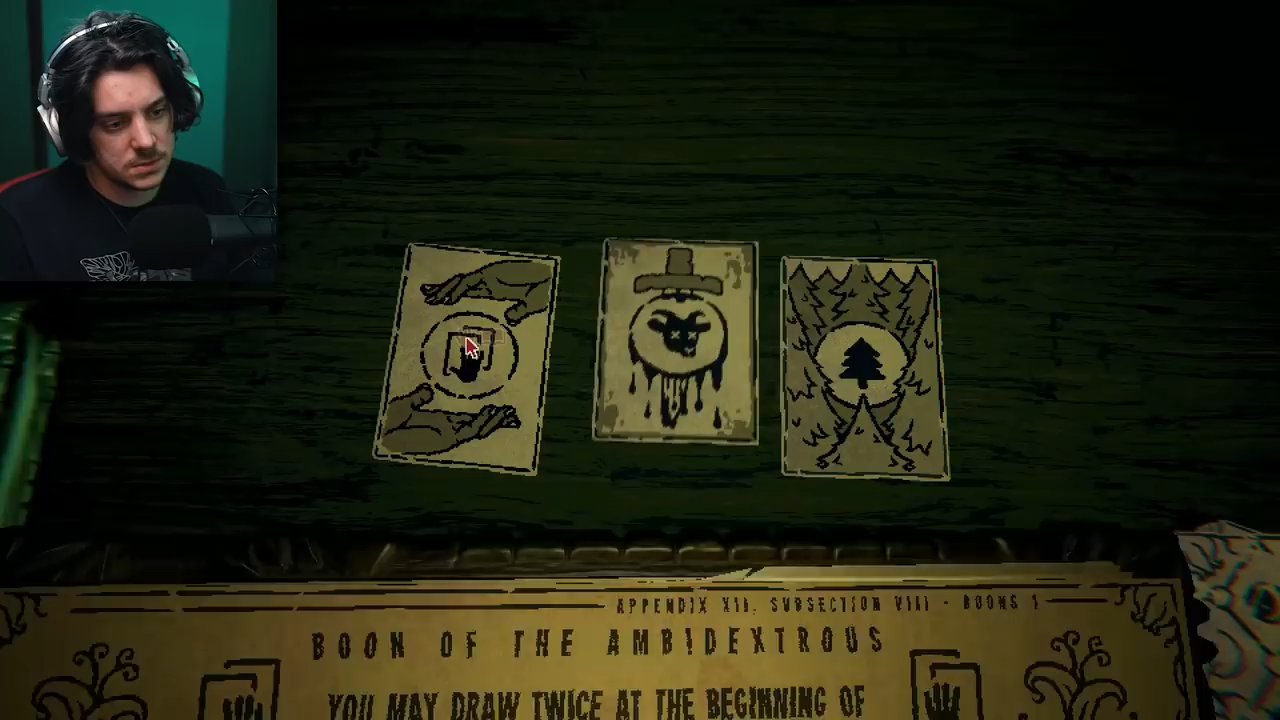 APPENDIX XII, SUBSECTION VIII - BOONS 1
BOON OF THE AMBIDEXTROUS
YOU MAY DRAW TWICE AT THE BEGINNING OF